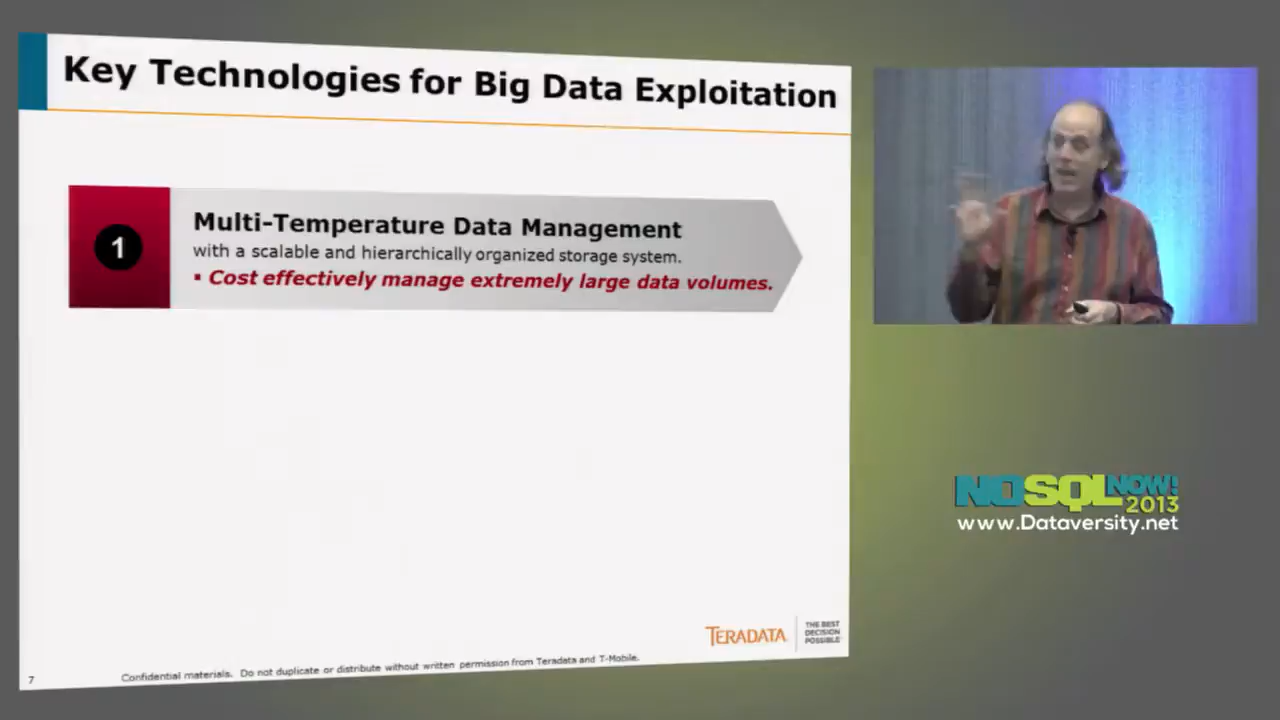 Key Technologies for Big Data Exploitation
1
Multi-Temperature Data Management
with a scalable and hierarchically organized storage system.
▪ Cost effectively manage extremely large data volumes.
TERADATA
THE BEST
DECISION
POSSIBLE
7
Confidential materials. Do not duplicate or distribute without written permission from Teradata and T-Mobile.
NOSQL NOW!
2013
www.Dataversity.net